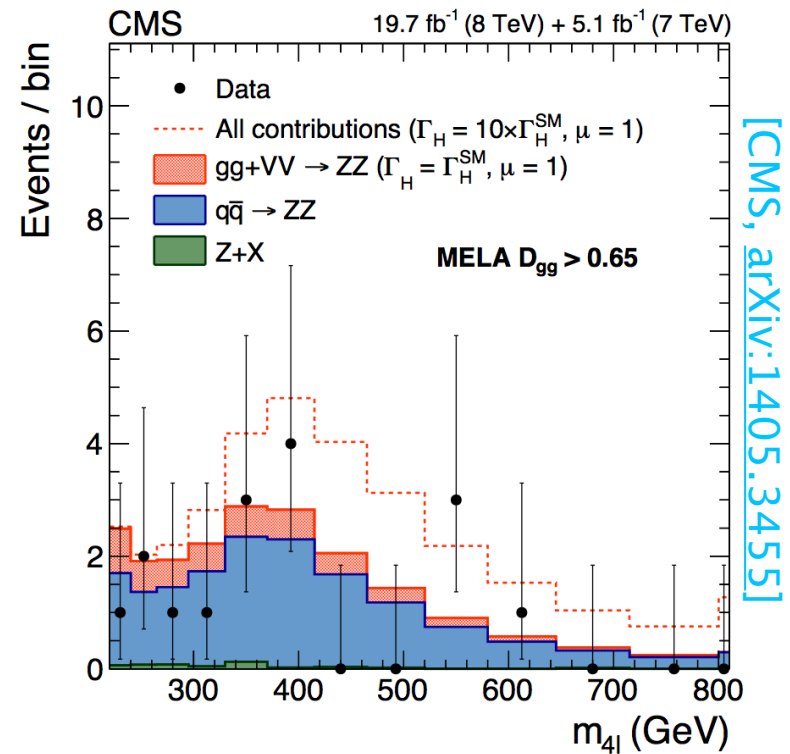 CMS
19.7 fb⁻¹ (8 TeV) + 5.1 fb⁻¹ (7 TeV)
Events / bin
10
8
6
4
2
0
Data
All contributions (Γ_H = 10×Γ_H^SM, μ = 1)
gg+VV → ZZ (Γ_H = Γ_H^SM, μ = 1)
qq̄ → ZZ
Z+X
MELA D_gg > 0.65
300 400 500 600 700 800
m_4l (GeV)
[CMS, arXiv:1405.3455]